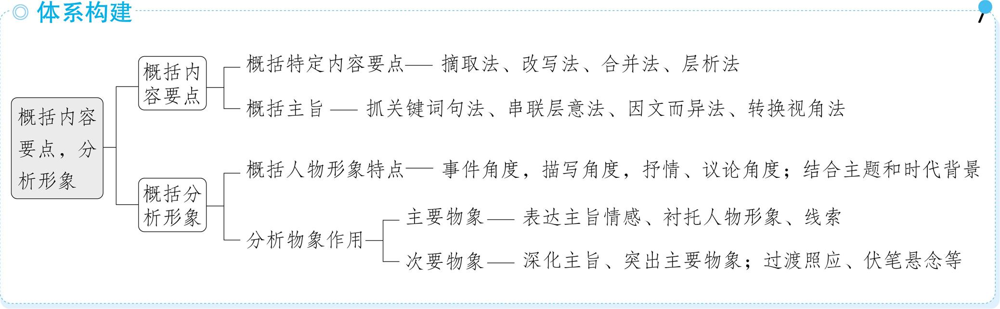 体系构建
概括内容
要点，分
析形象
概括内
容要点
概括特定内容要点——摘取法、改写法、合并法、层析法
概括主旨——抓关键词句法、串联层意法、因文而异法、转换视角法
概括分
析形象
概括人物形象特点——事件角度，描写角度，抒情、议论角度；结合主题和时代背景
分析物象作用
主要物象——表达主旨情感、衬托人物形象、线索
次要物象——深化主旨、突出主要物象；过渡照应、伏笔悬念等